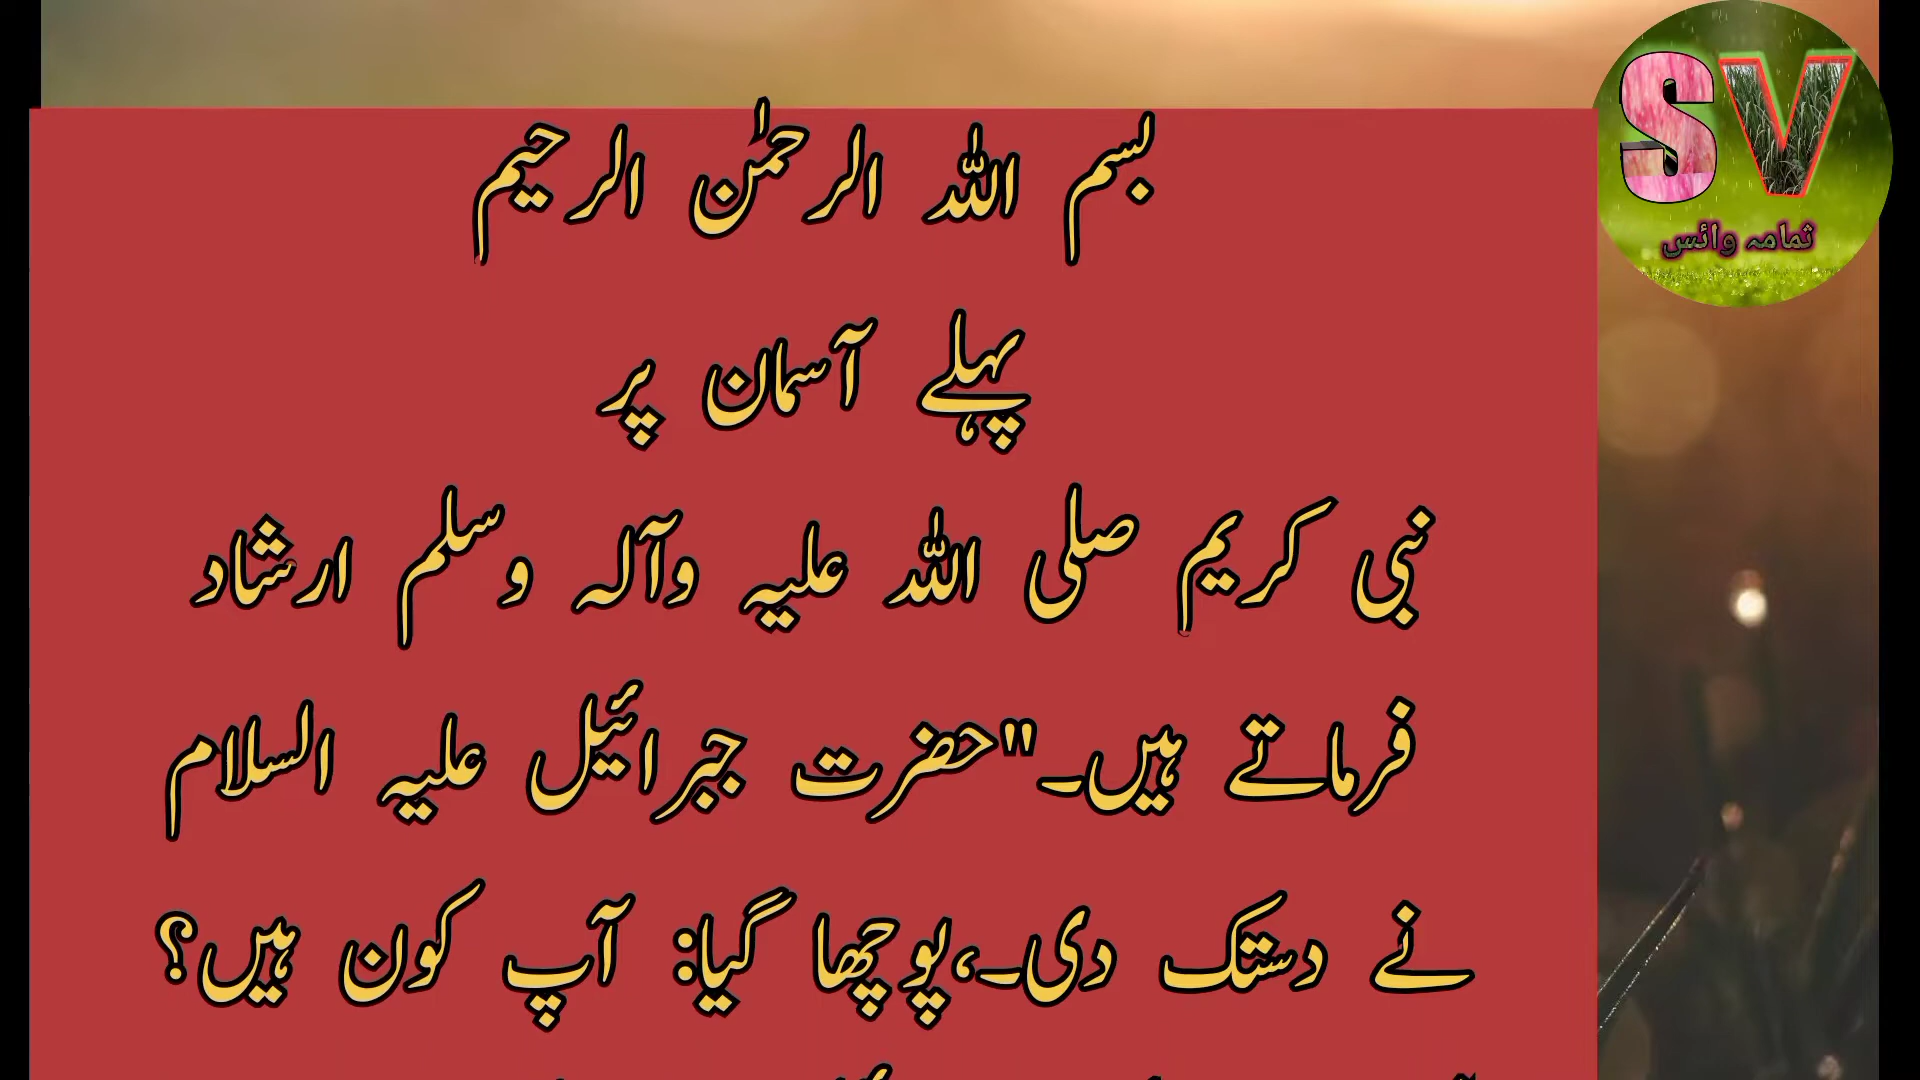 SV
ثمامہ وائس
بسم اللہ الرحمٰن الرحیم
پہلے آسمان پر
نبی کریم صلی اللہ علیہ وآلہ وسلم ارشاد
فرماتے ہیں۔"حضرت جبرائیل علیہ السلام
نے دستک دی۔،پوچھا گیا: آپ کون ہیں؟